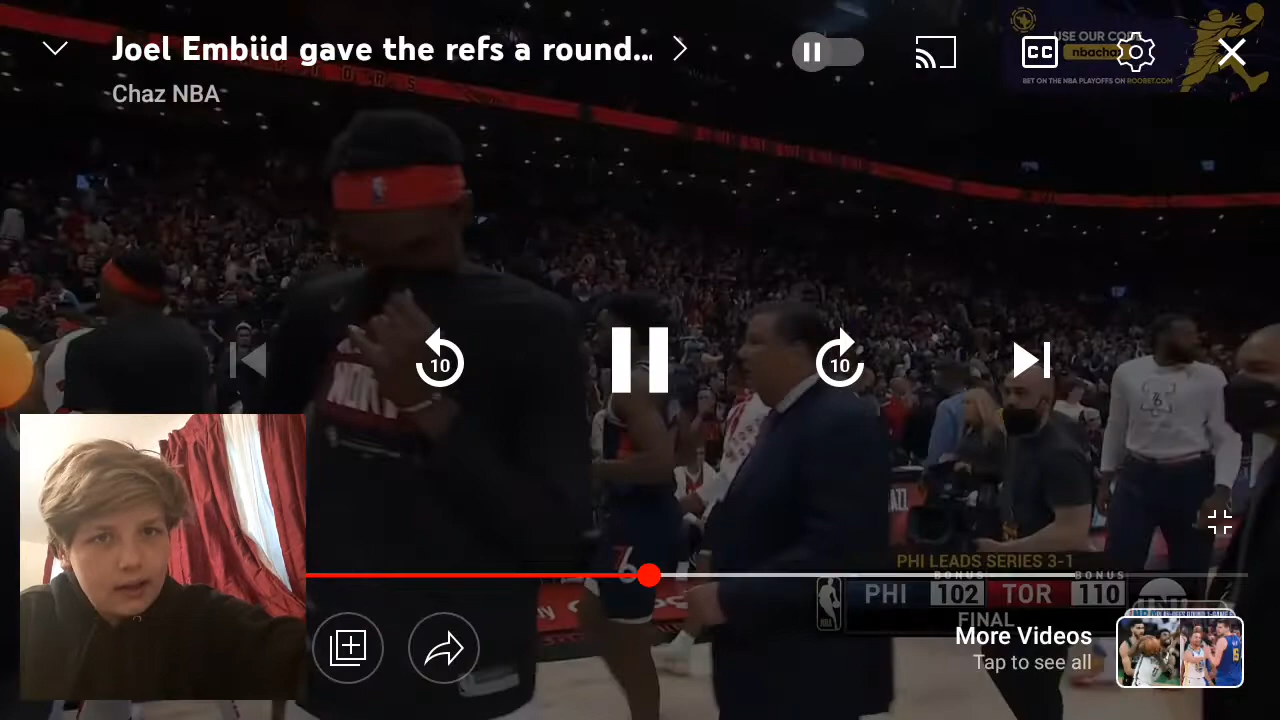 Joel Embiid gave the refs a round...
Chaz NBA
CC
USE OUR CO
nbacha
BET ON THE NBA PLAYOFFS ON ROOBET.COM
10
10
PHI LEADS SERIES 3-1
BONUS
BONUS
PHI 102 TOR 110
FINAL
More Videos
Tap to see all